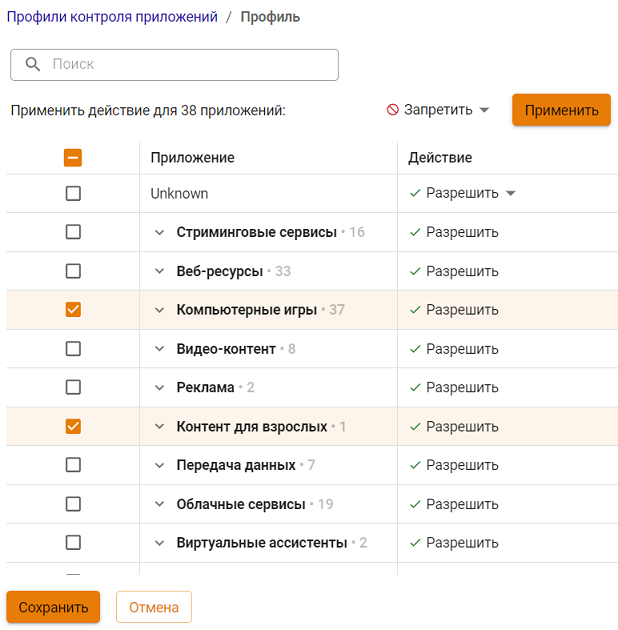 Профили контроля приложений / Профиль
Поиск
Применить действие для 38 приложений: Запретить Применить
Приложение Действие
Unknown Разрешить
Стриминговые сервисы • 16 Разрешить
Веб-ресурсы • 33 Разрешить
Компьютерные игры • 37 Разрешить
Видео-контент • 8 Разрешить
Реклама • 2 Разрешить
Контент для взрослых • 1 Разрешить
Передача данных • 7 Разрешить
Облачные сервисы • 19 Разрешить
Виртуальные ассистенты • 2 Разрешить
Сохранить Отмена